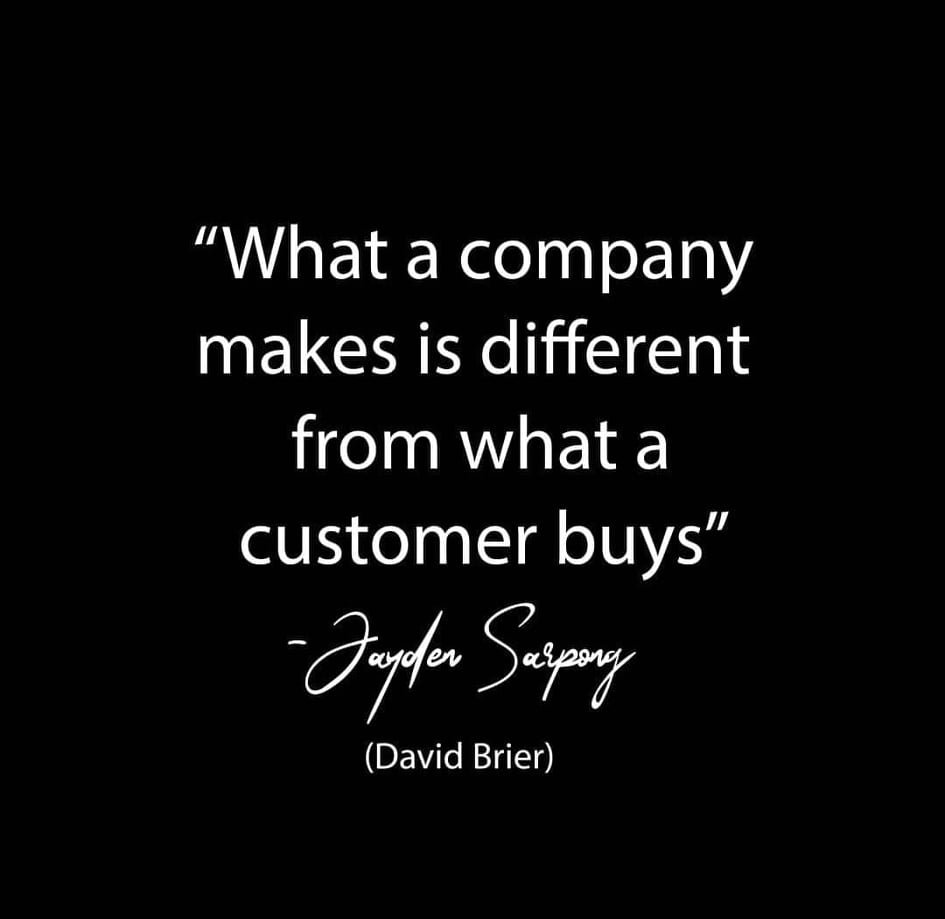 “What a company
makes is different
from what a
customer buys”
-Jayden Sarpong
(David Brier)